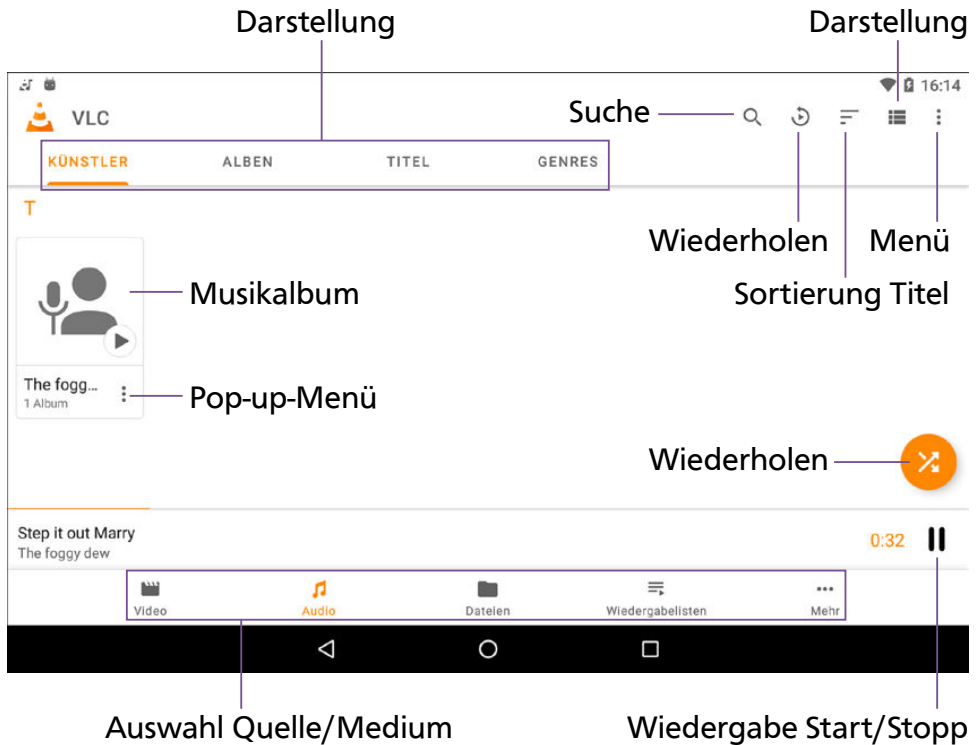 Darstellung
Darstellung
16:14
VLC
Suche
KÜNSTLER
ALBEN
TITEL
GENRES
T
Wiederholen
Menü
Musikalbum
Sortierung Titel
The fogg...
1 Album
Pop-up-Menü
Wiederholen
Step it out Marry
The foggy dew
0:32
Video
Audio
Dateien
Wiedergabelisten
Mehr
Auswahl Quelle/Medium
Wiedergabe Start/Stopp